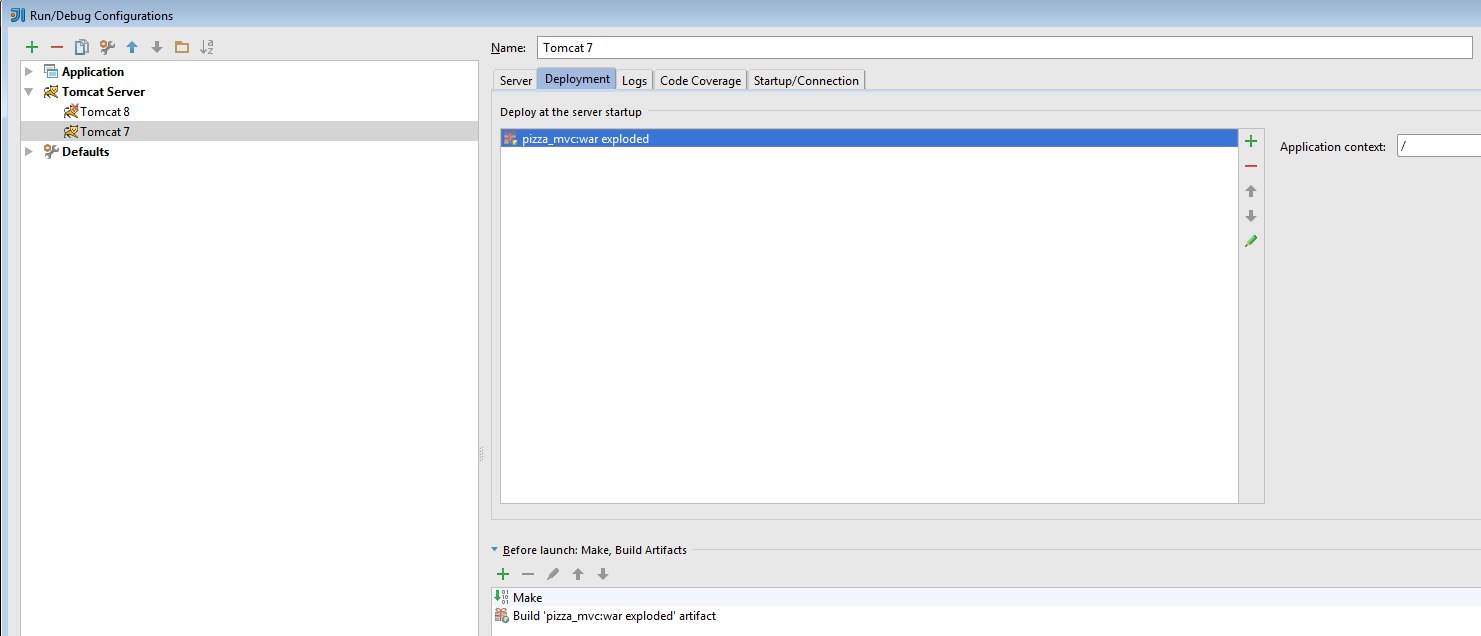 Run/Debug Configurations
Name: Tomcat 7
Application
Tomcat Server
Tomcat 8
Tomcat 7
Defaults
Server Deployment Logs Code Coverage Startup/Connection
Deploy at the server startup
pizza_mvc:war exploded
Application context: /
Before launch: Make, Build Artifacts
Make
Build 'pizza_mvc:war exploded' artifact